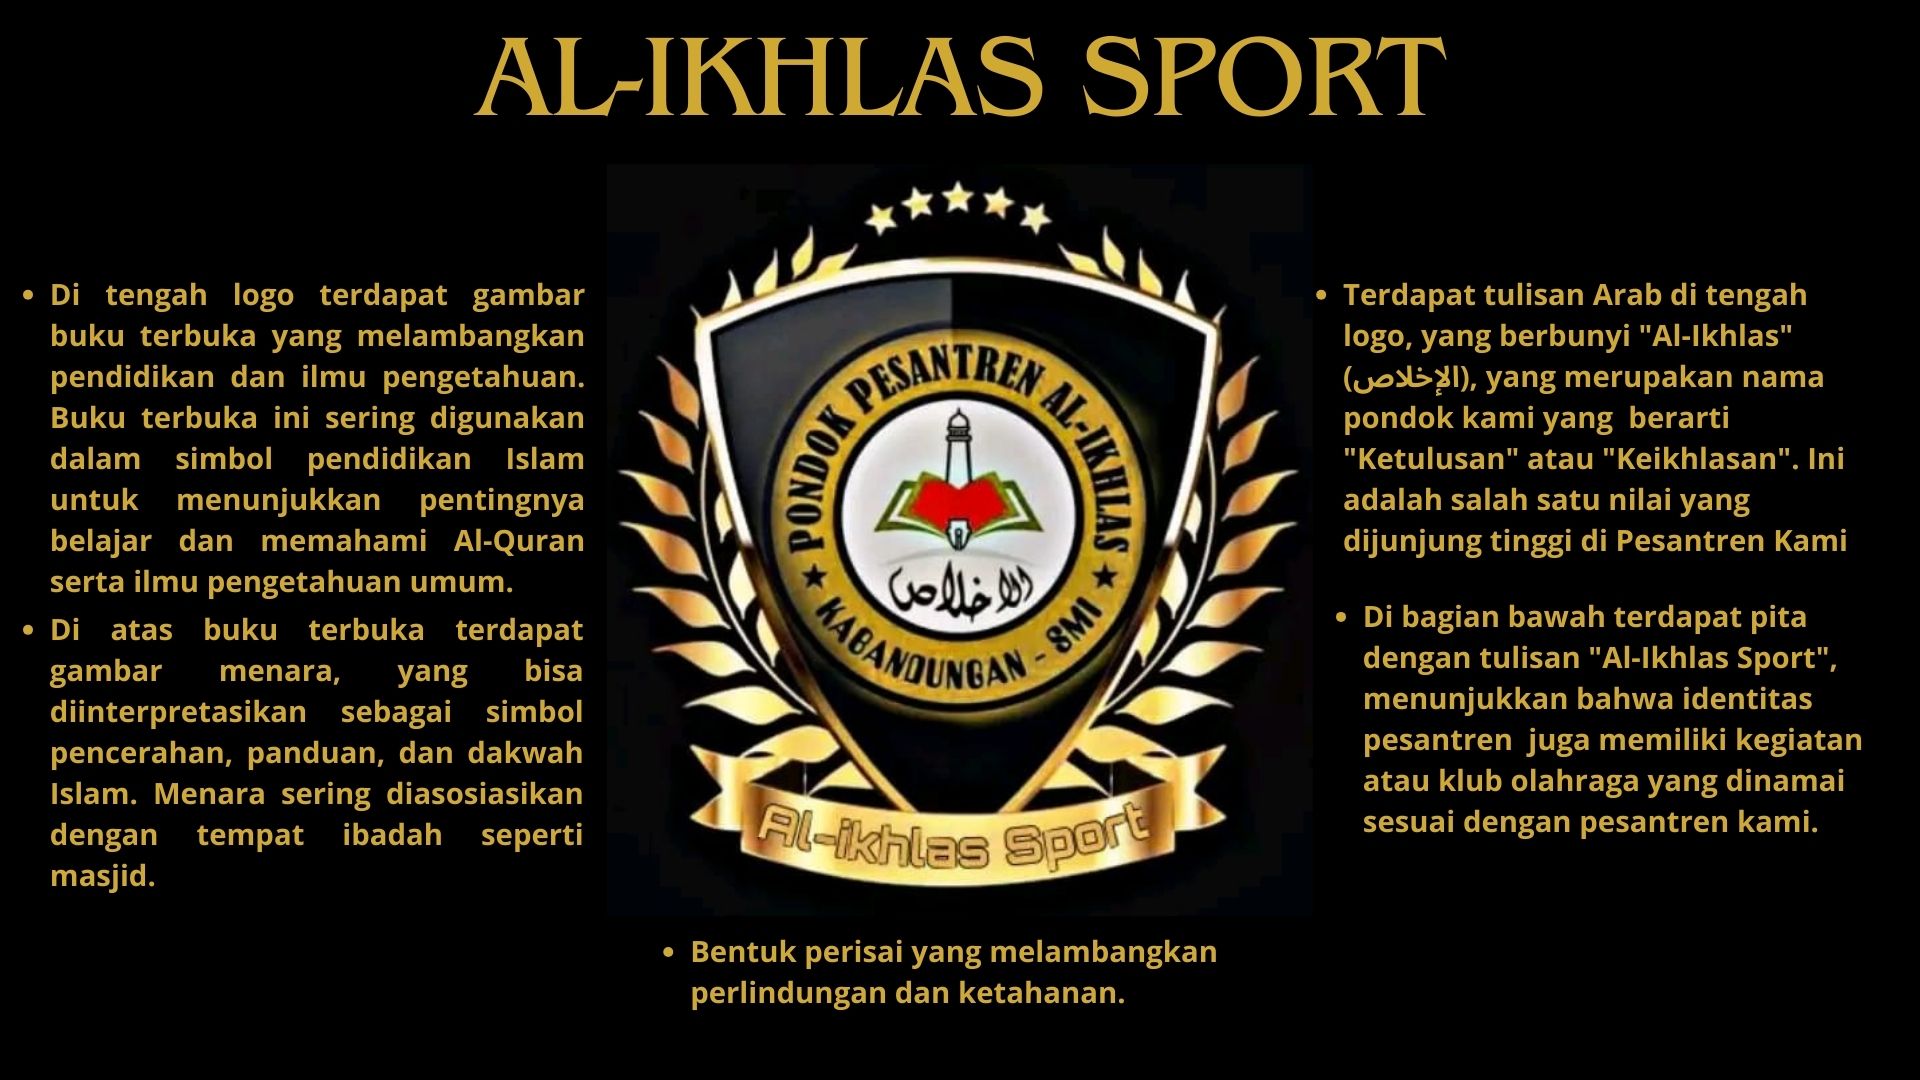 AL-IKHLAS SPORT
Di tengah logo terdapat gambar
buku terbuka yang melambangkan
pendidikan dan ilmu pengetahuan.
Buku terbuka ini sering digunakan
dalam simbol pendidikan Islam
untuk menunjukkan pentingnya
belajar dan memahami Al-Quran
serta ilmu pengetahuan umum.
Di atas buku terbuka terdapat
gambar menara, yang bisa
diinterpretasikan sebagai simbol
pencerahan, panduan, dan dakwah
Islam. Menara sering diasosiasikan
dengan tempat ibadah seperti
masjid.
PONDOK PESANTREN AL-IKHLAS
الاخلاص
KABANDUNGAN - SMI
Al-ikhlas Sport
Terdapat tulisan Arab di tengah
logo, yang berbunyi "Al-Ikhlas"
(الإخلاص), yang merupakan nama
pondok kami yang berarti
"Ketulusan" atau "Keikhlasan". Ini
adalah salah satu nilai yang
dijunjung tinggi di Pesantren Kami
Di bagian bawah terdapat pita
dengan tulisan "Al-Ikhlas Sport",
menunjukkan bahwa identitas
pesantren juga memiliki kegiatan
atau klub olahraga yang dinamai
sesuai dengan pesantren kami.
Bentuk perisai yang melambangkan
perlindungan dan ketahanan.